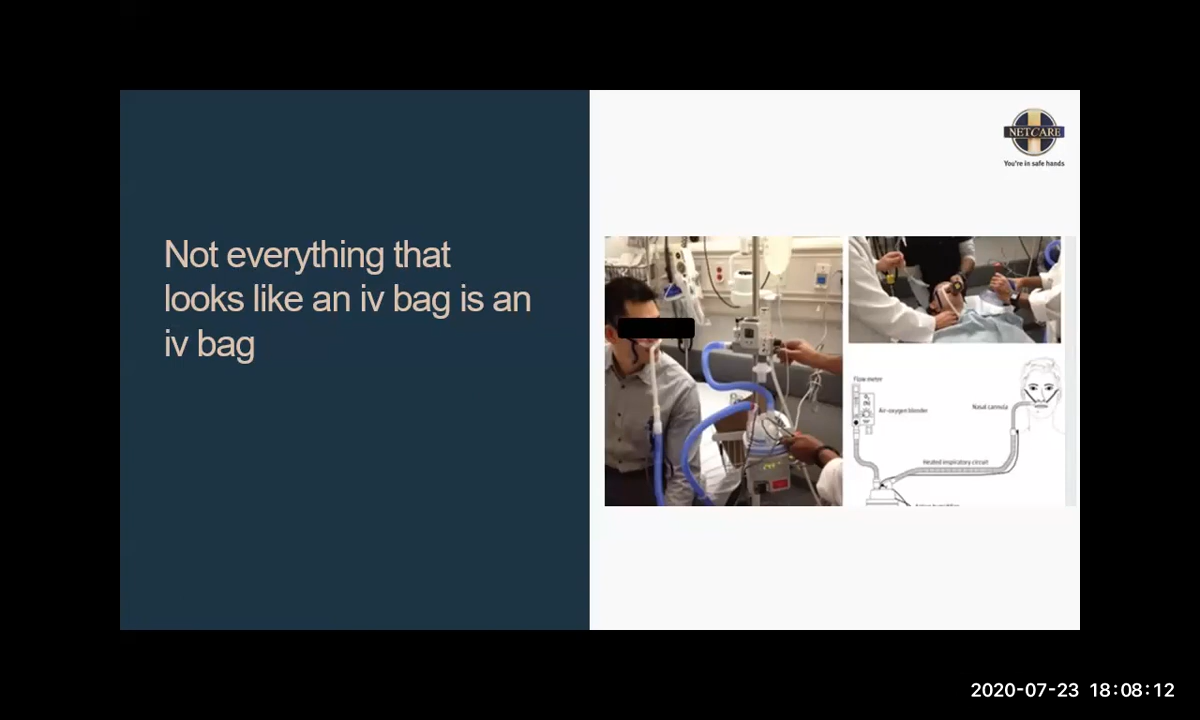 Not everything that
looks like an iv bag is an
iv bag
NETCARE
You're in safe hands
Flow meter
Air-oxygen blender
Nasal cannula
Heated inspiratory circuit
2020-07-23 18:08:12